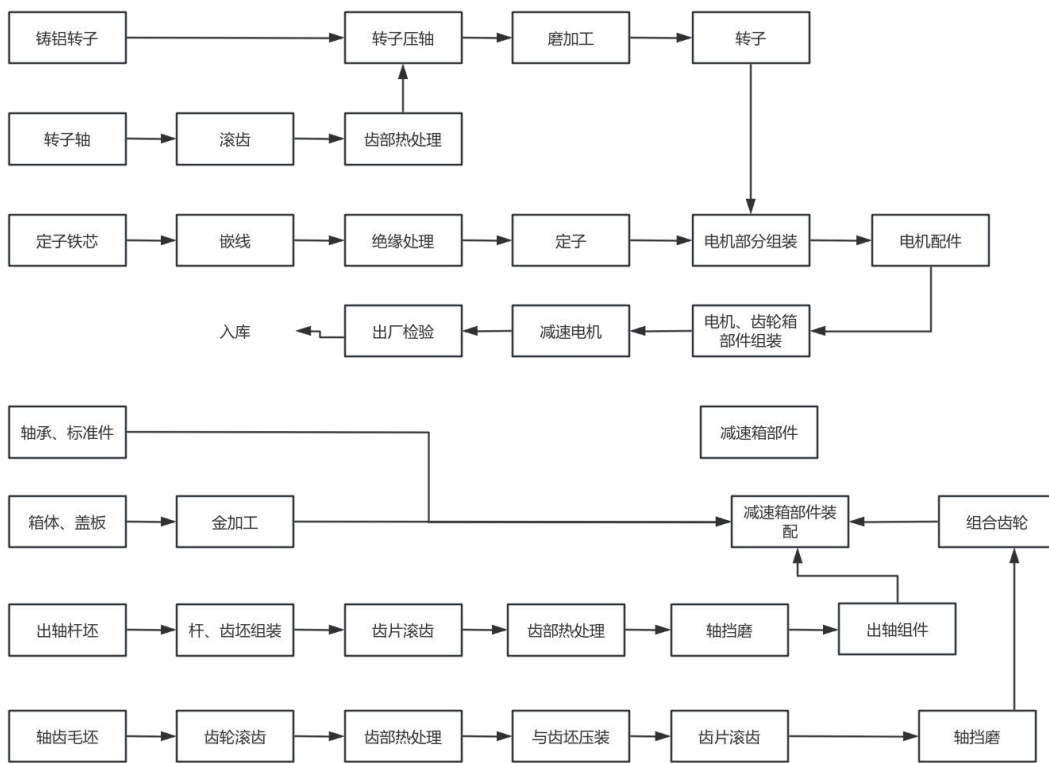 铸铝转子
转子压轴
磨加工
转子
转子轴
滚齿
齿部热处理
定子铁芯
嵌线
绝缘处理
定子
电机部分组装
电机配件
入库
出厂检验
减速电机
电机、齿轮箱
部件组装
轴承、标准件
减速箱部件
箱体、盖板
金加工
减速箱部件装
配
组合齿轮
出轴杆坯
杆、齿坯组装
齿片滚齿
齿部热处理
轴挡磨
出轴组件
轴齿毛坯
齿轮滚齿
齿部热处理
与齿坯压装
齿片滚齿
轴挡磨